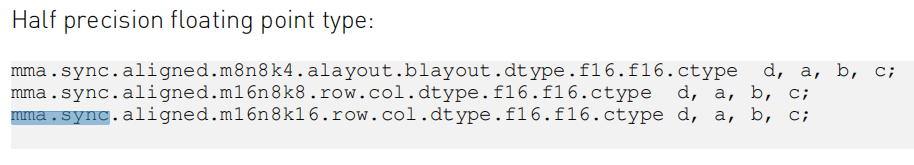 Half precision floating point type:
mma.sync.aligned.m8n8k4.alayout.blayout.dtype.f16.f16.ctype  d, a, b, c;
mma.sync.aligned.m16n8k8.row.col.dtype.f16.f16.ctype  d, a, b, c;
mma.sync.aligned.m16n8k16.row.col.dtype.f16.f16.ctype d, a, b, c;